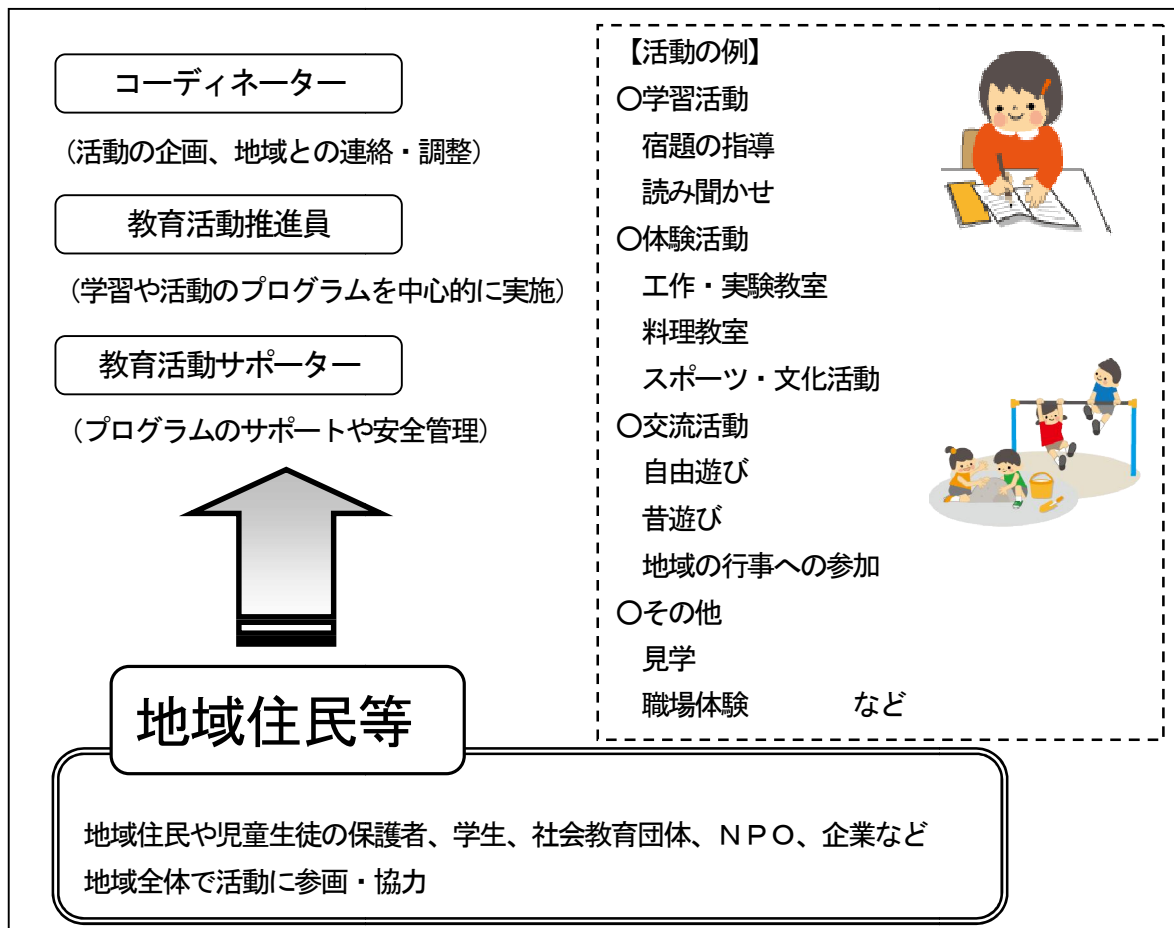 コーディネーター
（活動の企画、地域との連絡・調整）
教育活動推進員
（学習や活動のプログラムを中心的に実施）
教育活動サポーター
（プログラムのサポートや安全管理）
地域住民等
地域住民や児童生徒の保護者、学生、社会教育団体、ＮＰＯ、企業など
地域全体で活動に参画・協力
【活動の例】
○学習活動
宿題の指導
読み聞かせ
○体験活動
工作・実験教室
料理教室
スポーツ・文化活動
○交流活動
自由遊び
昔遊び
地域の行事への参加
○その他
見学
職場体験　　　　など